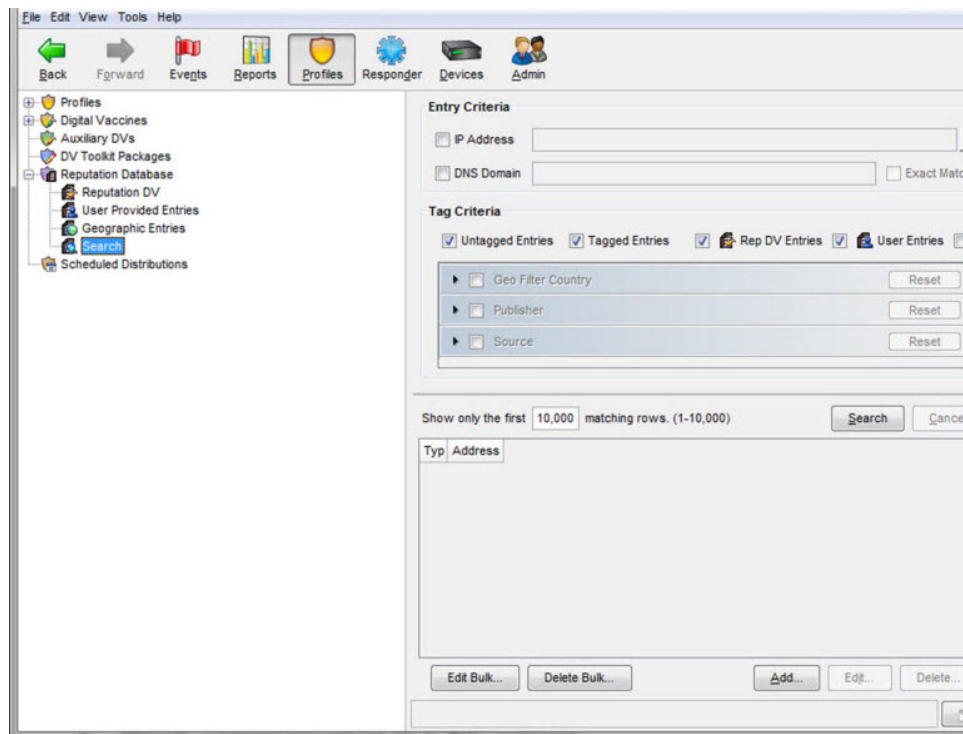 File Edit View Tools Help
Back Forward Events Reports Profiles Responder Devices Admin
Profiles
Digital Vaccines
Auxiliary DVs
DV Toolkit Packages
Reputation Database
Reputation DV
User Provided Entries
Geographic Entries
Search
Scheduled Distributions
Entry Criteria
IP Address
DNS Domain Exact Matc
Tag Criteria
Untagged Entries Tagged Entries Rep DV Entries User Entries
Geo Filter Country Reset
Publisher Reset
Source Reset
Show only the first 10,000 matching rows. (1-10,000) Search Cance
Typ Address
Edit Bulk... Delete Bulk... Add... Edit... Delete...